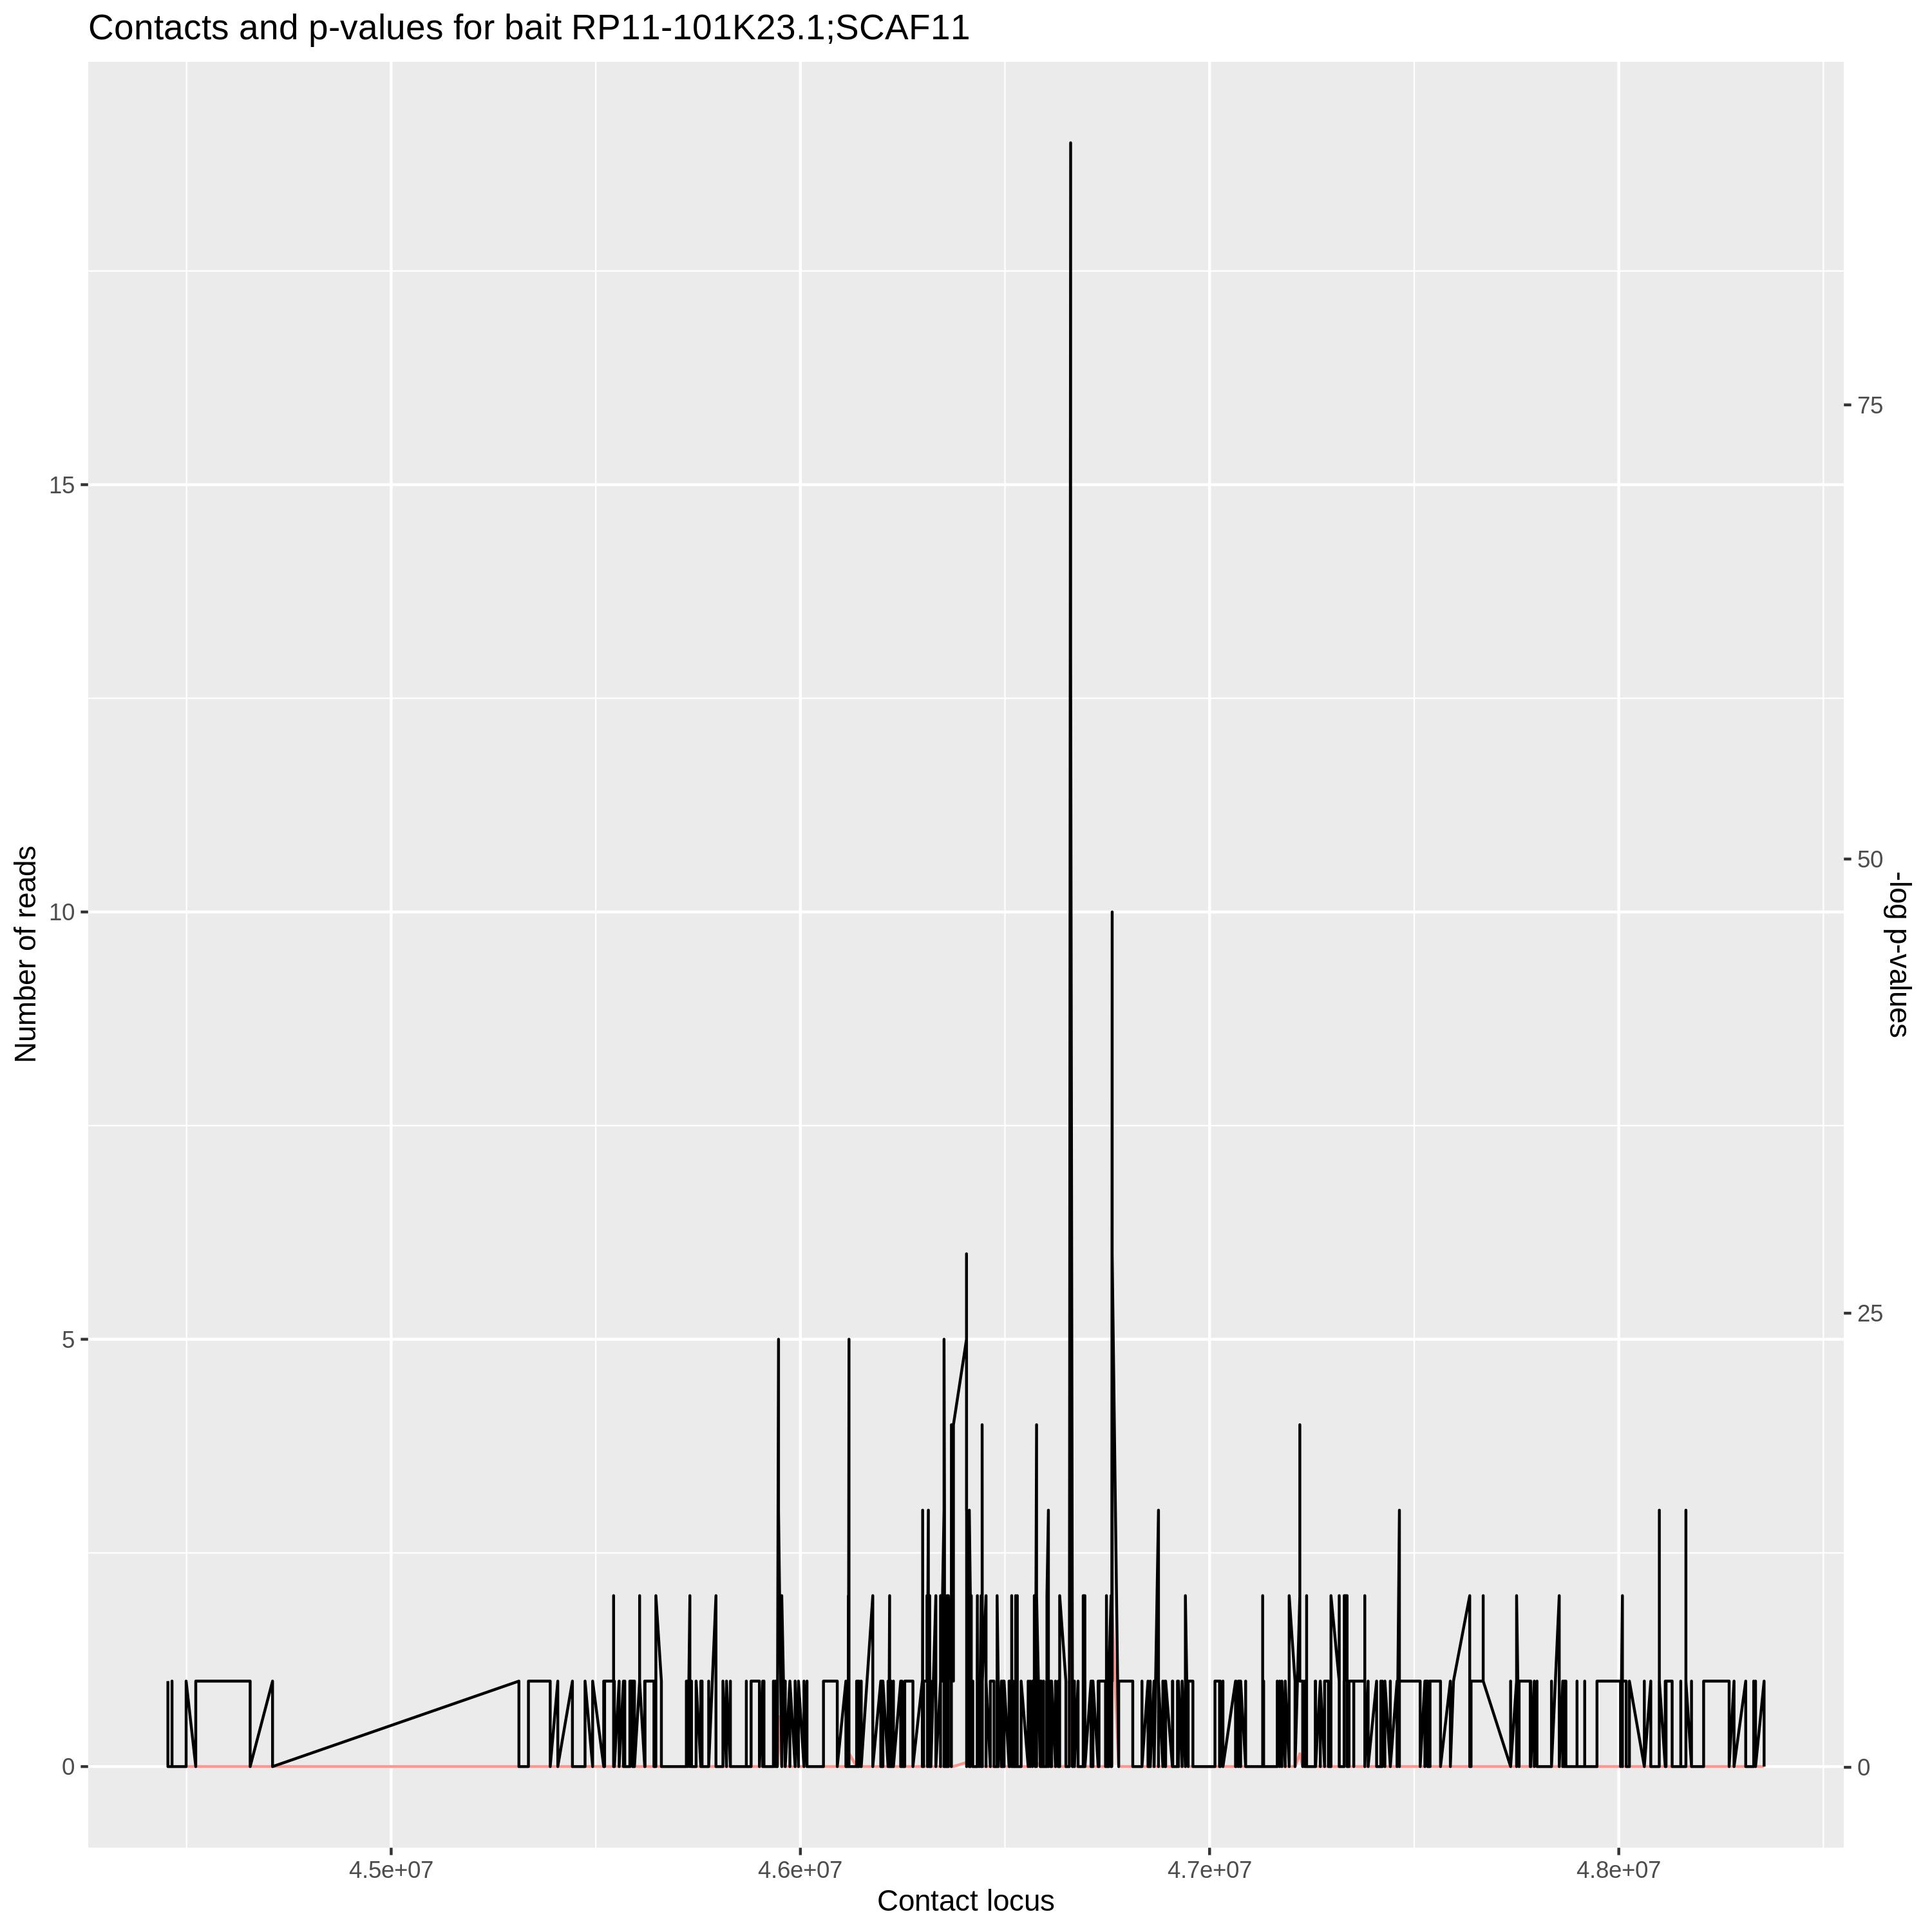 Contacts and p-values for bait RP11-101K23.1;SCAF11
Number of reads
15
10
5
0
75
50
25
0
-log p-values
4.5e+07
4.6e+07
4.7e+07
4.8e+07
Contact locus